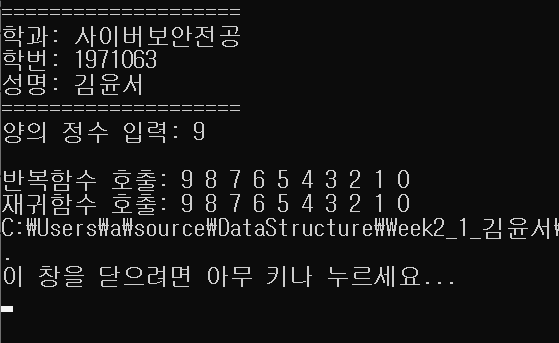 ====================
학과: 사이버보안전공
학번: 1971063
성명: 김윤서
====================
양의 정수 입력: 9
반복함수 호출: 9 8 7 6 5 4 3 2 1 0
재귀함수 호출: 9 8 7 6 5 4 3 2 1 0
C:₩Users₩a₩source₩DataStructure₩Week2_1_김윤서₩
.
이 창을 닫으려면 아무 키나 누르세요...